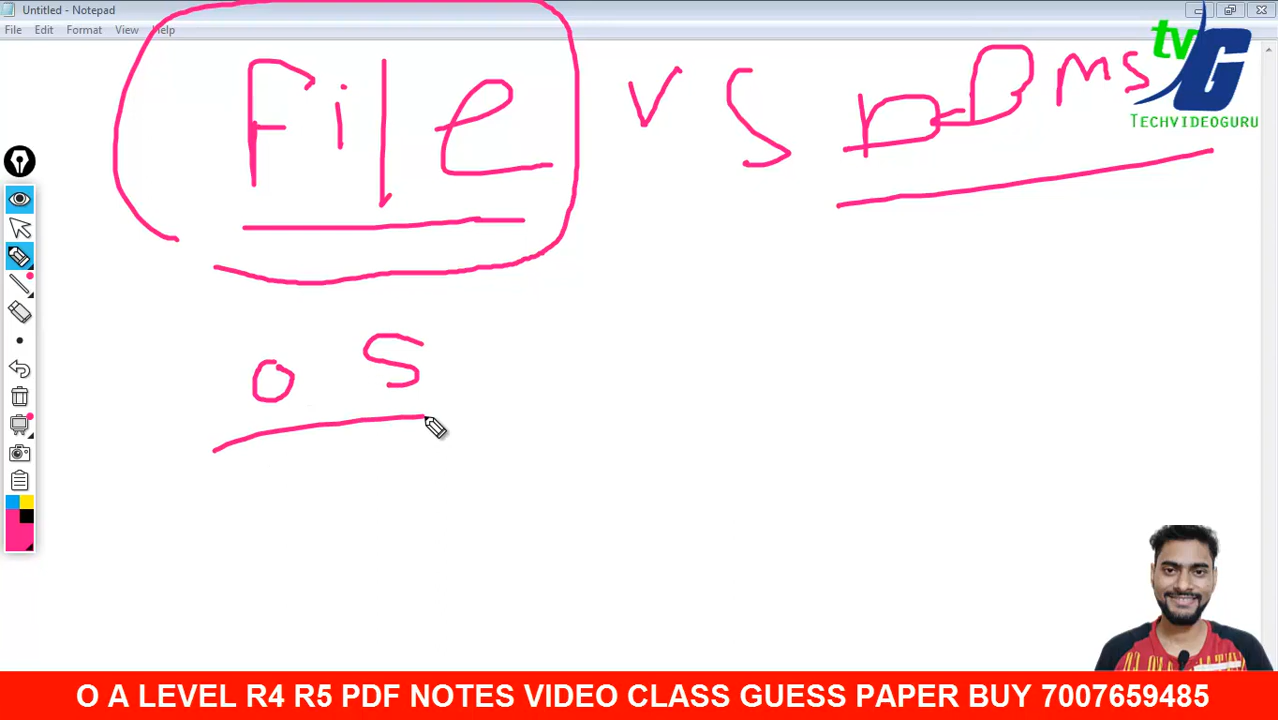 Untitled - Notepad
File Edit Format View Help
File vs DBMS
tv G
TECHVIDEOGURU
OS
O A LEVEL R4 R5 PDF NOTES VIDEO CLASS GUESS PAPER BUY 7007659485